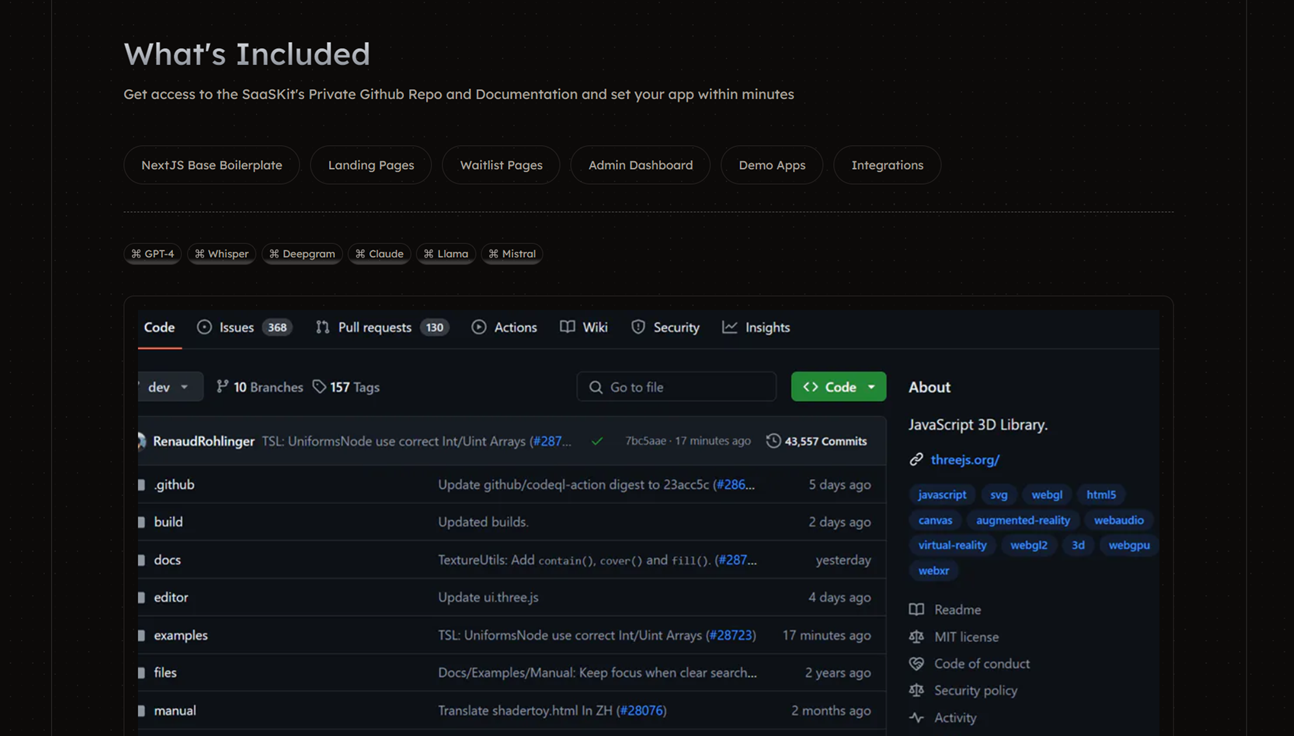 What's Included
Get access to the SaaSKit's Private Github Repo and Documentation and set your app within minutes
NextJS Base Boilerplate Landing Pages Waitlist Pages Admin Dashboard Demo Apps Integrations
⌘ GPT-4 ⌘ Whisper ⌘ Deepgram ⌘ Claude ⌘ Llama ⌘ Mistral
Code Issues 368 Pull requests 130 Actions Wiki Security Insights
dev 10 Branches 157 Tags Go to file <> Code
RenaudRohlinger TSL: UniformsNode use correct Int/Uint Arrays (#287... 7bc5aae · 17 minutes ago 43,557 Commits
.github Update github/codeql-action digest to 23acc5c (#286... 5 days ago
build Updated builds. 2 days ago
docs TextureUtils: Add contain(), cover() and fill(). (#287... yesterday
editor Update ui.three.js 4 days ago
examples TSL: UniformsNode use correct Int/Uint Arrays (#28723) 17 minutes ago
files Docs/Examples/Manual: Keep focus when clear search... 2 years ago
manual Translate shadertoy.html In ZH (#28076) 2 months ago
About
JavaScript 3D Library.
threejs.org/
javascript svg webgl html5
canvas augmented-reality webaudio
virtual-reality webgl2 3d webgpu
webxr
Readme
MIT license
Code of conduct
Security policy
Activity